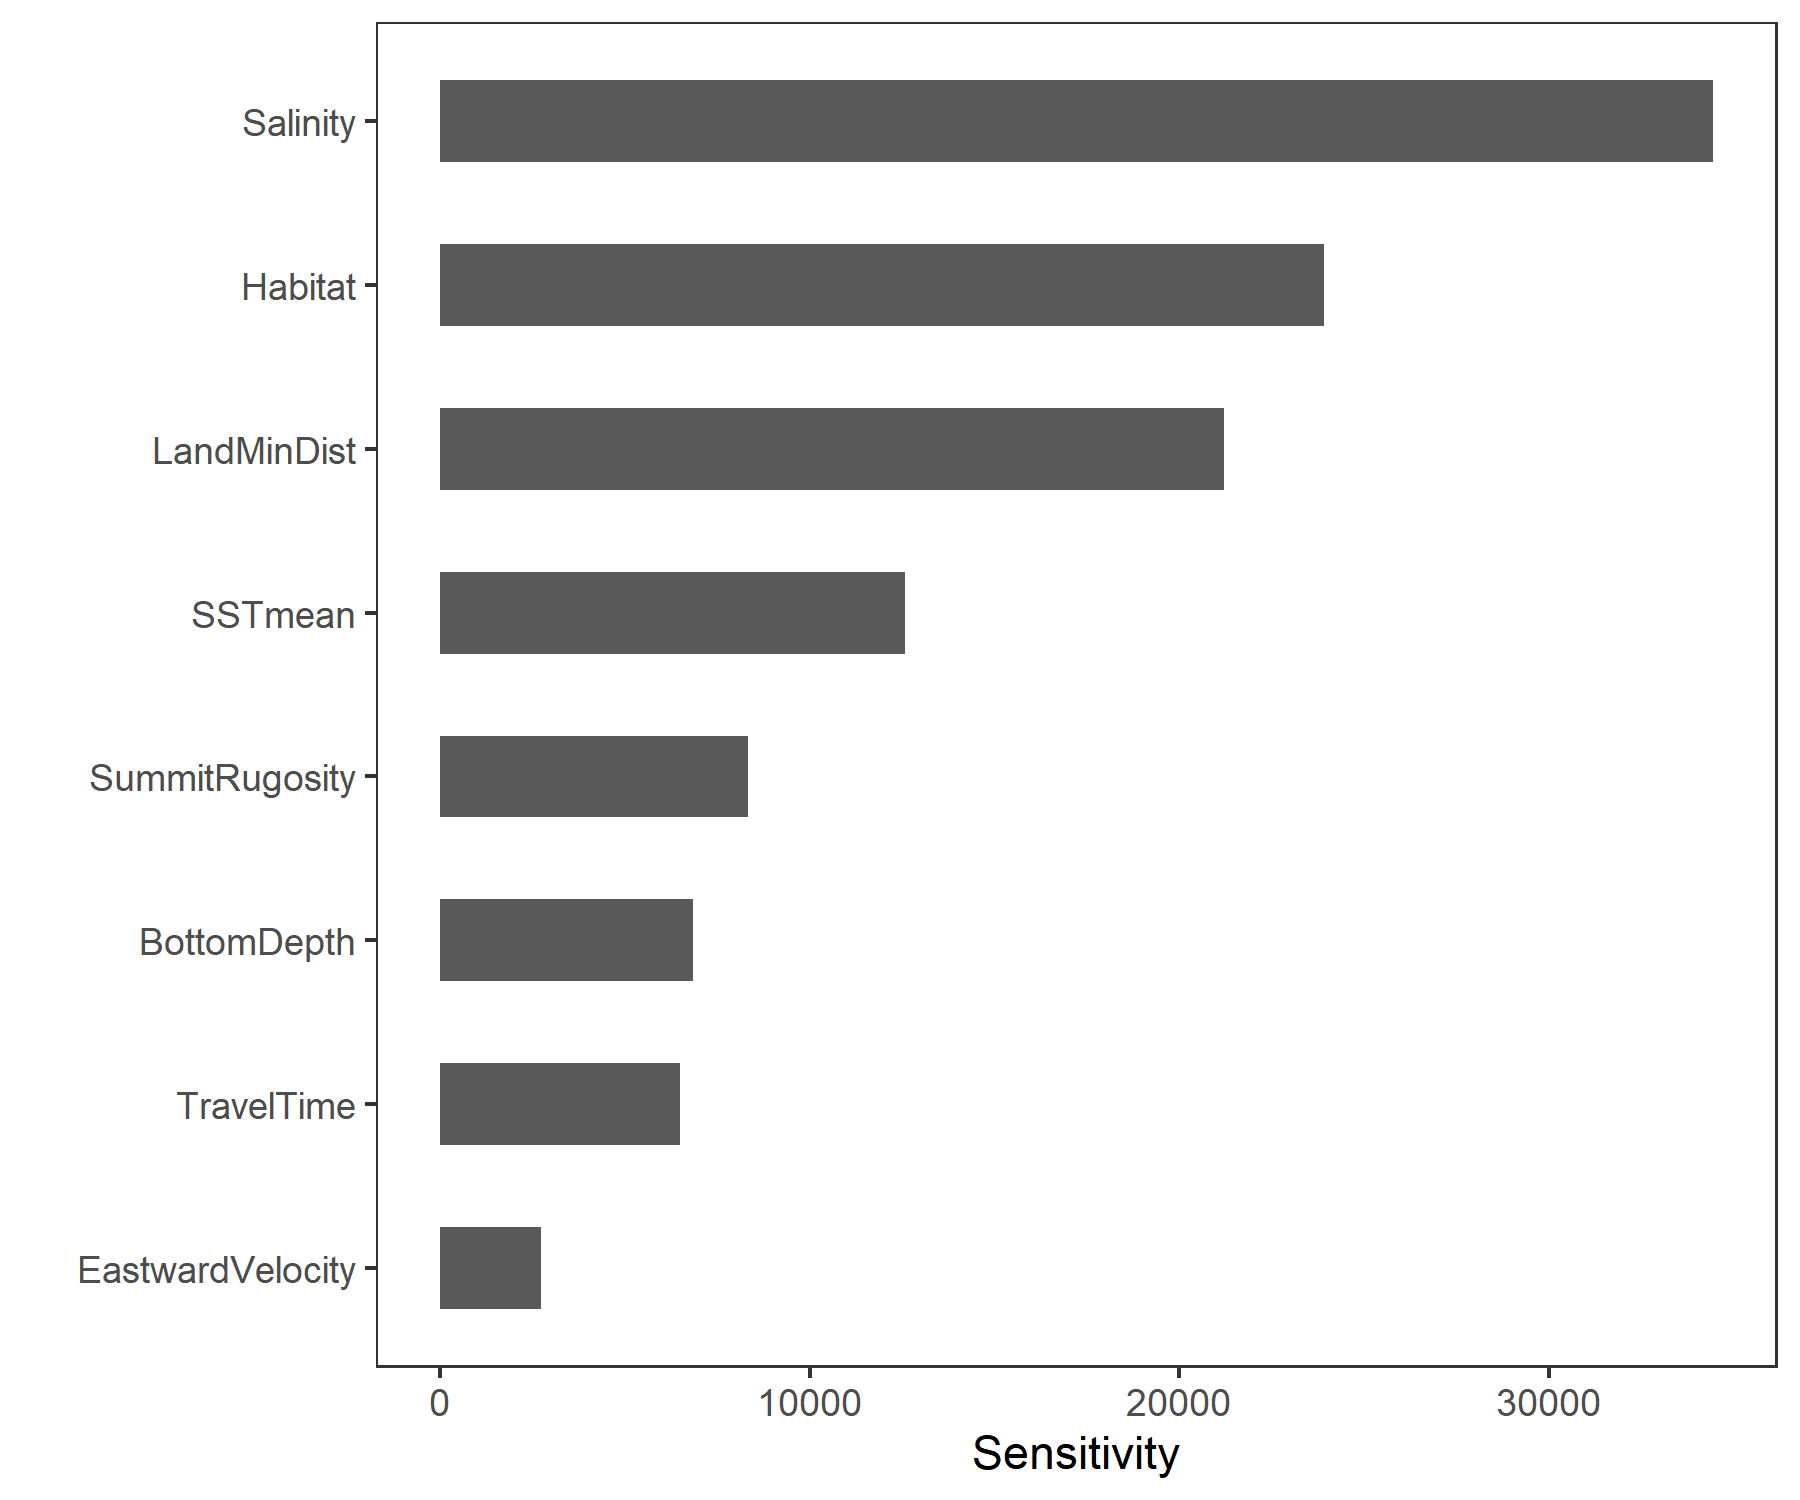 Salinity
Habitat
LandMinDist
SSTmean
SummitRugosity
BottomDepth
TravelTime
EastwardVelocity
0 10000 20000 30000
Sensitivity